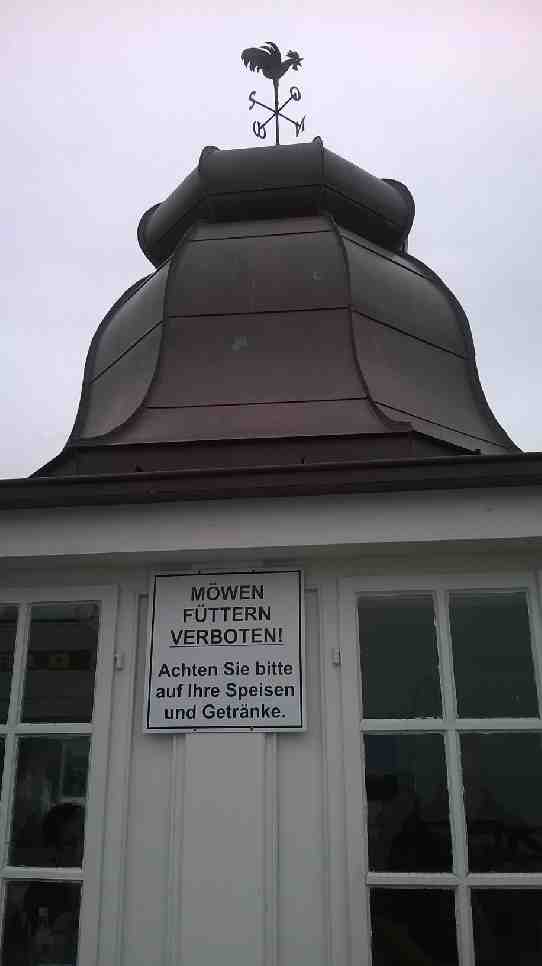 S O
W N
MÖWEN
FÜTTERN
VERBOTEN!
Achten Sie bitte
auf Ihre Speisen
und Getränke.